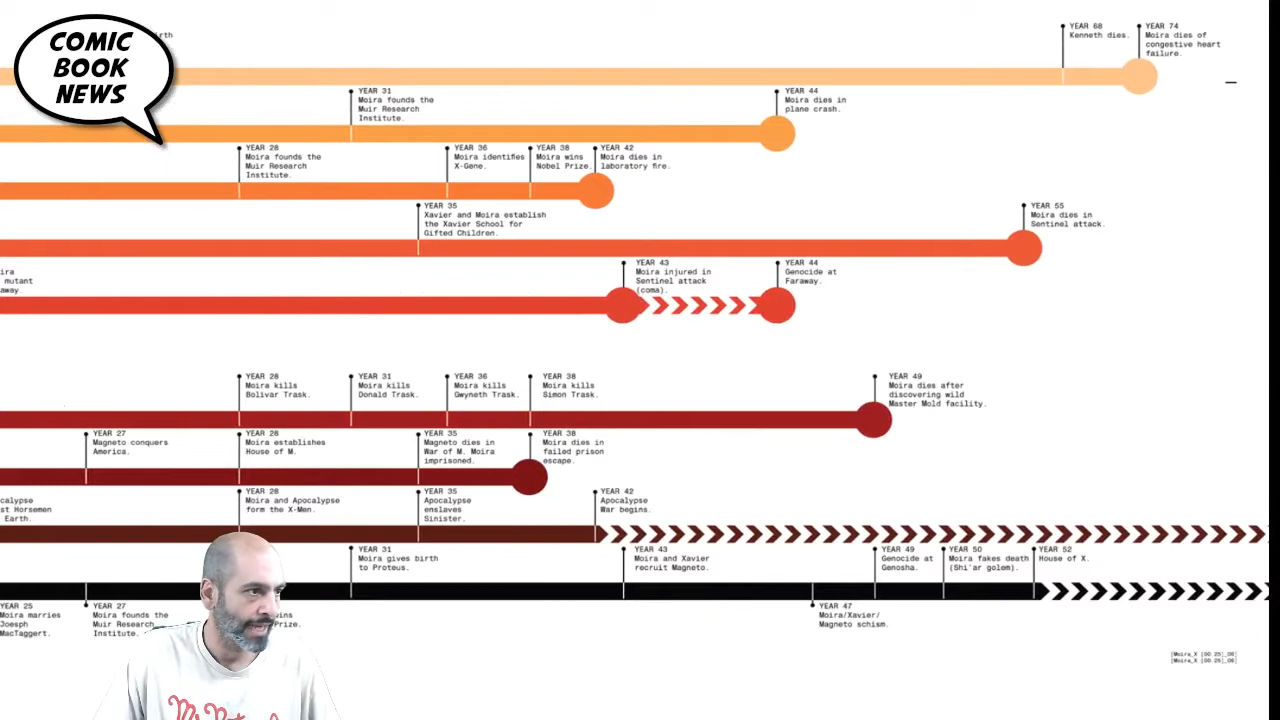 COMIC
BOOK
NEWS
YEAR 68
Kenneth dies.
YEAR 74
Moira dies of
congestive heart
failure.
YEAR 31
Moira founds the
Muir Research
Institute.
YEAR 44
Moira dies in
plane crash.
YEAR 28
Moira founds the
Muir Research
Institute.
YEAR 36
Moira identifies
X-Gene.
YEAR 38
Moira wins
Nobel Prize.
YEAR 42
Moira dies in
laboratory fire.
YEAR 35
Xavier and Moira establish
the Xavier School for
Gifted Children.
YEAR 55
Moira dies in
Sentinel attack.
ira
mutant
away
YEAR 43
Moira injured in
Sentinel attack
(coma).
YEAR 44
Genocide at
Faraway.
YEAR 28
Moira kills
Bolivar Trask.
YEAR 31
Moira kills
Donald Trask.
YEAR 36
Moira kills
Gwyneth Trask.
YEAR 38
Moira kills
Simon Trask.
YEAR 49
Moira dies after
discovering wild
Master Mold facility.
YEAR 27
Magneto conquers
America.
YEAR 28
Moira establishes
House of M.
YEAR 35
Magneto dies in
War of M. Moira
imprisoned.
YEAR 38
Moira dies in
failed prison
escape.
calypse
st Horsemen
Earth.
YEAR 28
Moira and Apocalypse
form the X-Men.
YEAR 35
Apocalypse
enslaves
Sinister.
YEAR 42
Apocalypse
War begins.
YEAR 31
Moira gives birth
to Proteus.
YEAR 43
Moira and Xavier
recruit Magneto.
YEAR 49
Genocide at
Genosha.
YEAR 50
Moira fakes death
(Shi'ar golem).
YEAR 52
House of X.
YEAR 25
Moira marries
Joesph
MacTaggert.
YEAR 27
Moira founds the
Muir Research
Institute.
wins
Prize.
YEAR 47
Moira/Xavier/
Magneto schism.